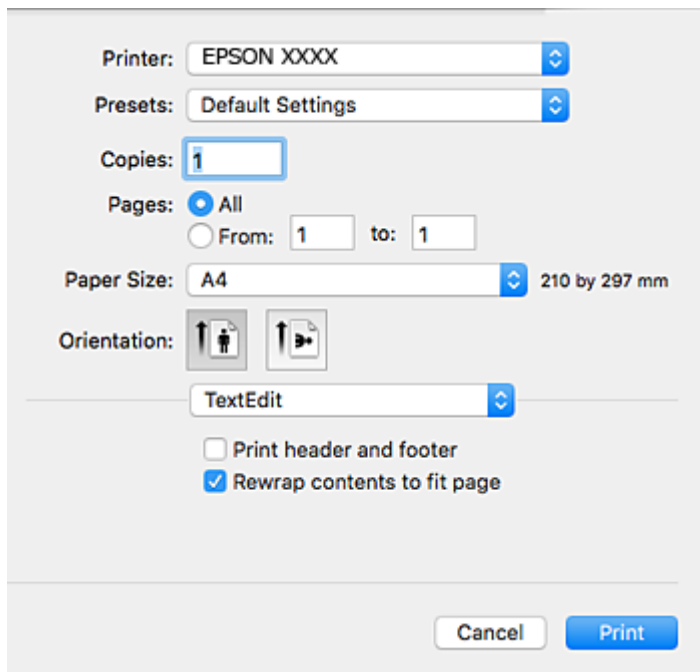 Printer: EPSON XXXX
Presets: Default Settings
Copies: 1
Pages: All
From: 1 to: 1
Paper Size: A4 210 by 297 mm
Orientation:
TextEdit
Print header and footer
Rewrap contents to fit page
Cancel Print